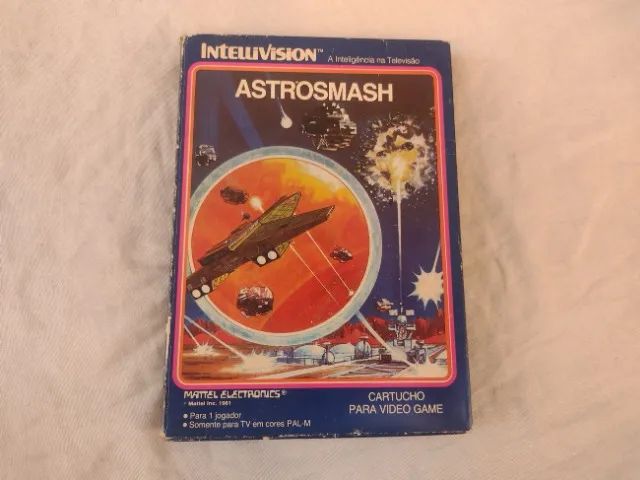 INTELLIVISION™ A Inteligência na Televisão
ASTROSMASH
MATTEL ELECTRONICS®
Mattel Inc. 1981
• Para 1 jogador
• Somente para TV em cores PAL-M
CARTUCHO
PARA VIDEO GAME